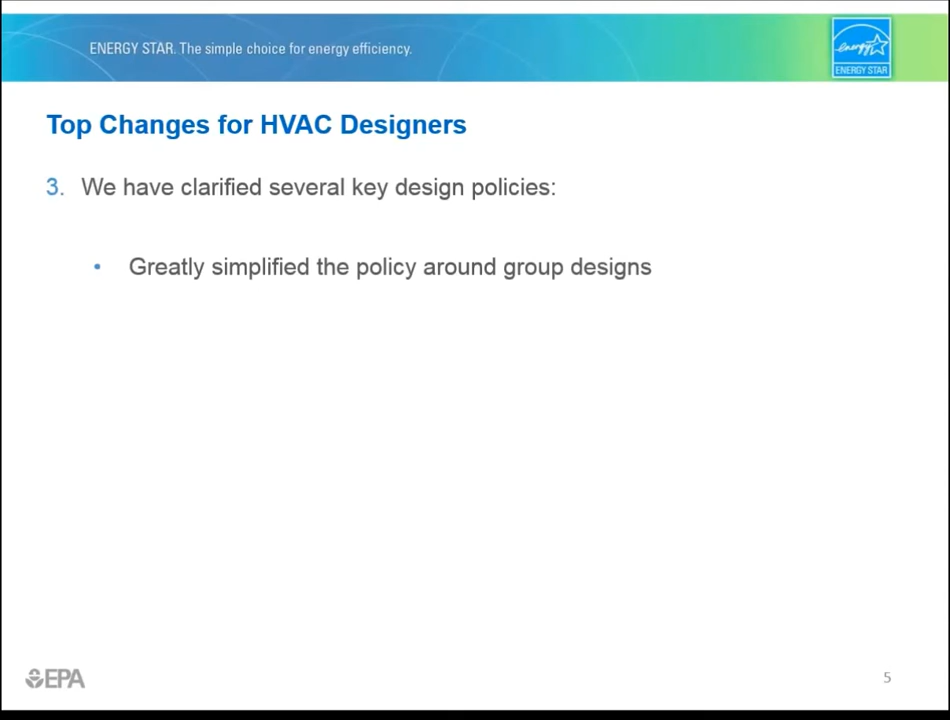 ENERGY STAR. The simple choice for energy efficiency.
energy
ENERGY STAR
Top Changes for HVAC Designers
3. We have clarified several key design policies:
• Greatly simplified the policy around group designs
EPA
5